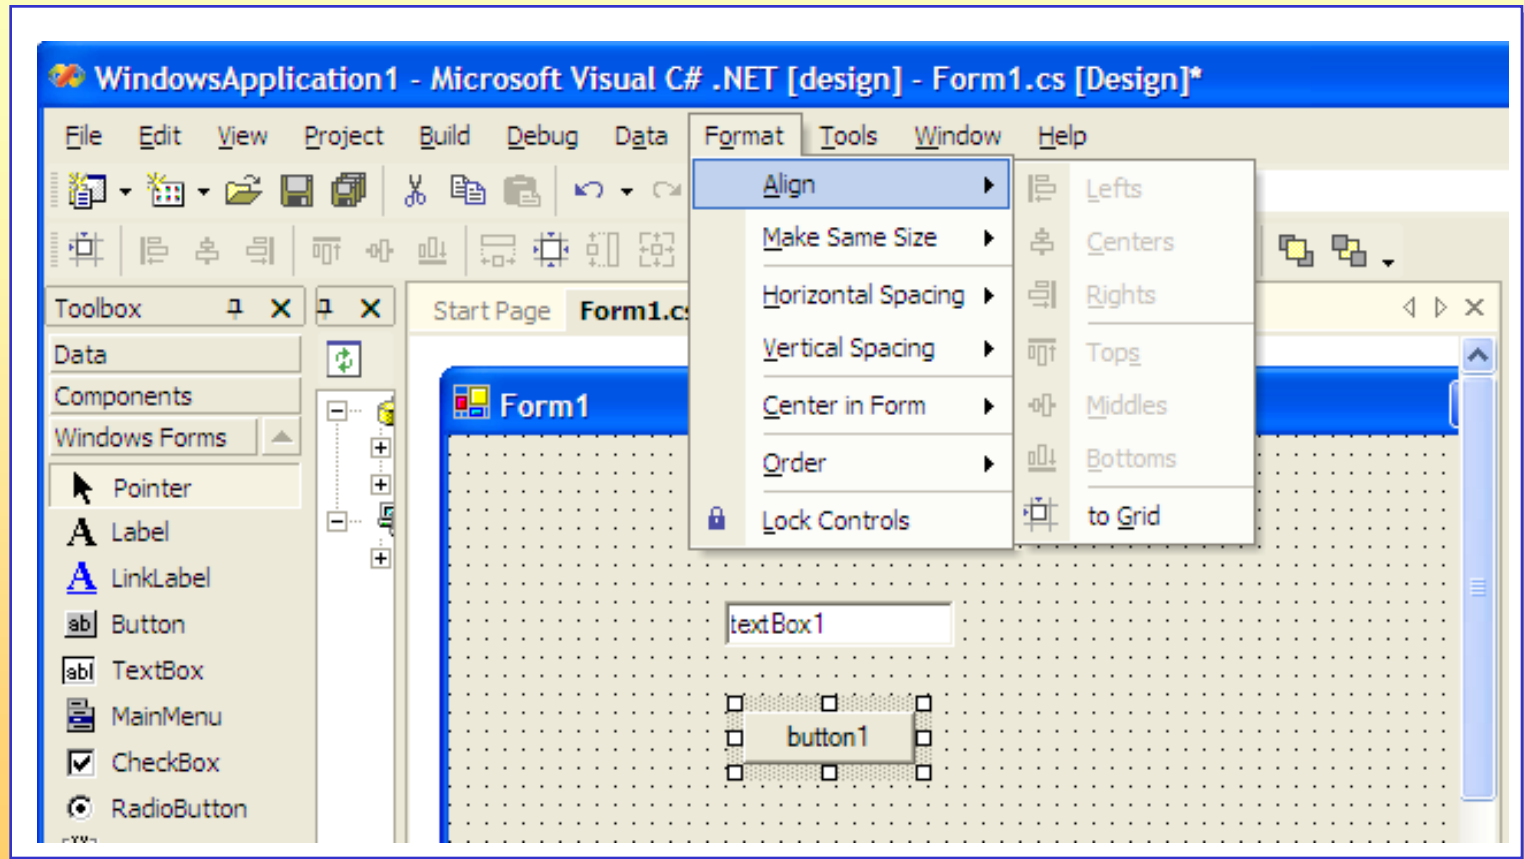 WindowsApplication1 - Microsoft Visual C# .NET [design] - Form1.cs [Design]*
File Edit View Project Build Debug Data Format Tools Window Help
Align
Make Same Size
Horizontal Spacing
Vertical Spacing
Center in Form
Order
Lock Controls
Lefts
Centers
Rights
Tops
Middles
Bottoms
to Grid
Toolbox
Data
Components
Windows Forms
Pointer
A Label
A LinkLabel
ab Button
abl TextBox
MainMenu
CheckBox
RadioButton
Start Page Form1.cs
Form1
textBox1
button1